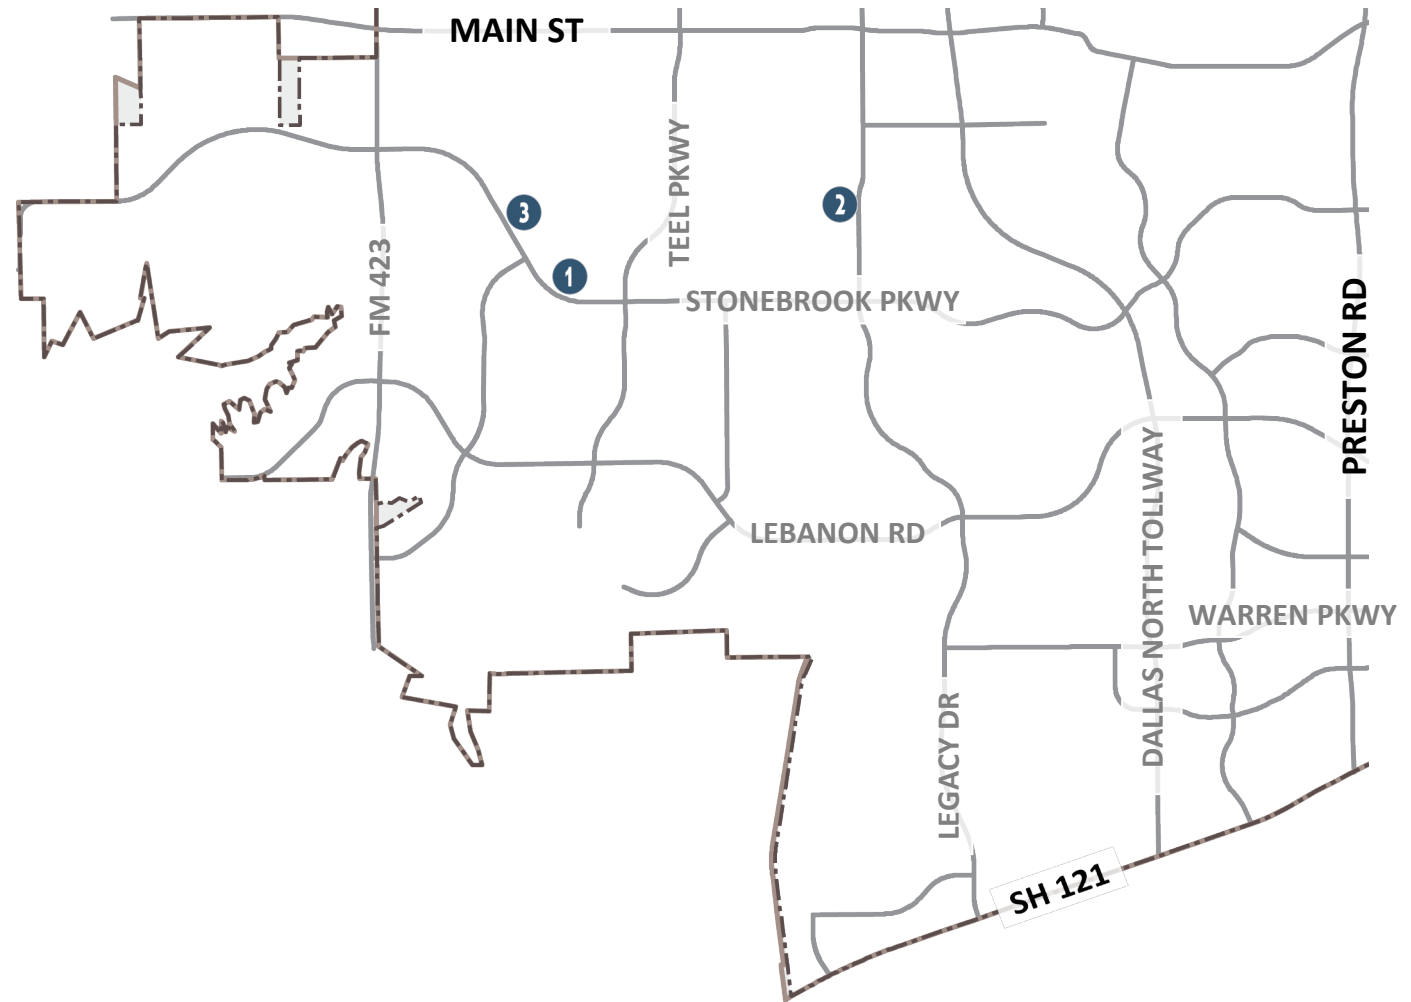 MAIN ST
TEEL PKWY
3
2
FM 423
1
STONEBROOK PKWY
PRESTON RD
LEBANON RD
DALLAS NORTH TOLLWAY
WARREN PKWY
LEGACY DR
SH 121